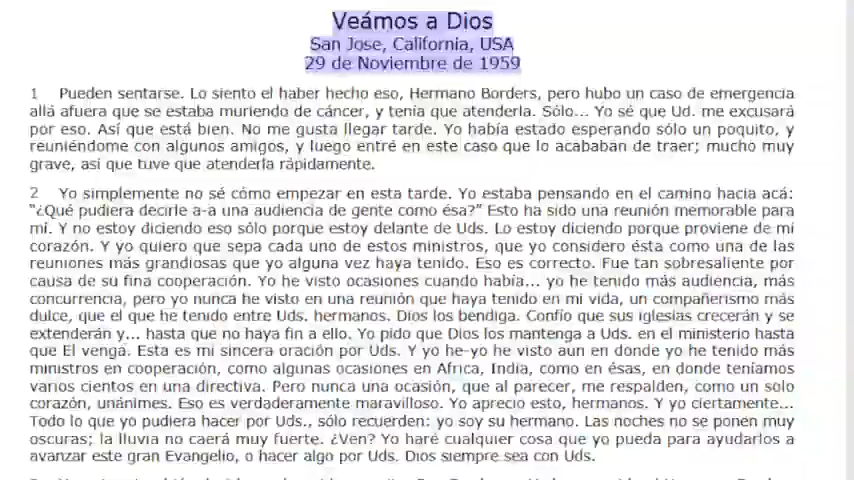 Veámos a Dios
San Jose, California, USA
29 de Noviembre de 1959
1 Pueden sentarse. Lo siento el haber hecho eso, Hermano Borders, pero hubo un caso de emergencia
allá afuera que se estaba muriendo de cáncer, y tenía que atenderla. Sólo... Yo sé que Ud. me excusará
por eso. Así que está bien. No me gusta llegar tarde. Yo había estado esperando sólo un poquito, y
reuniéndome con algunos amigos, y luego entré en este caso que lo acababan de traer; mucho muy
grave, así que tuve que atenderla rápidamente.
2 Yo simplemente no sé cómo empezar en esta tarde. Yo estaba pensando en el camino hacia acá:
"¿Qué pudiera decirle a-a una audiencia de gente como ésa?" Esto ha sido una reunión memorable para
mí. Y no estoy diciendo eso sólo porque estoy delante de Uds. Lo estoy diciendo porque proviene de mi
corazón. Y yo quiero que sepa cada uno de estos ministros, que yo considero ésta como una de las
reuniones más grandiosas que yo alguna vez haya tenido. Eso es correcto. Fue tan sobresaliente por
causa de su fina cooperación. Yo he visto ocasiones cuando había... yo he tenido más audiencia, más
concurrencia, pero yo nunca he visto en una reunión que haya tenido en mi vida, un compañerismo más
dulce, que el que he tenido entre Uds. hermanos. Dios los bendiga. Confío que sus iglesias crecerán y se
extenderán y... hasta que no haya fin a ello. Yo pido que Dios los mantenga a Uds. en el ministerio hasta
que El venga. Esta es mi sincera oración por Uds. Y yo he-yo he visto aun en donde yo he tenido más
ministros en cooperación, como algunas ocasiones en Africa, India, como en ésas, en donde teníamos
varios cientos en una directiva. Pero nunca una ocasión, que al parecer, me respalden, como un solo
corazón, unánimes. Eso es verdaderamente maravilloso. Yo aprecio esto, hermanos. Y yo ciertamente...
Todo lo que yo pudiera hacer por Uds., sólo recuerden: yo soy su hermano. Las noches no se ponen muy
oscuras; la lluvia no caerá muy fuerte. ¿Ven? Yo haré cualquier cosa que yo pueda para ayudarlos a
avanzar este gran Evangelio, o hacer algo por Uds. Dios siempre sea con Uds.